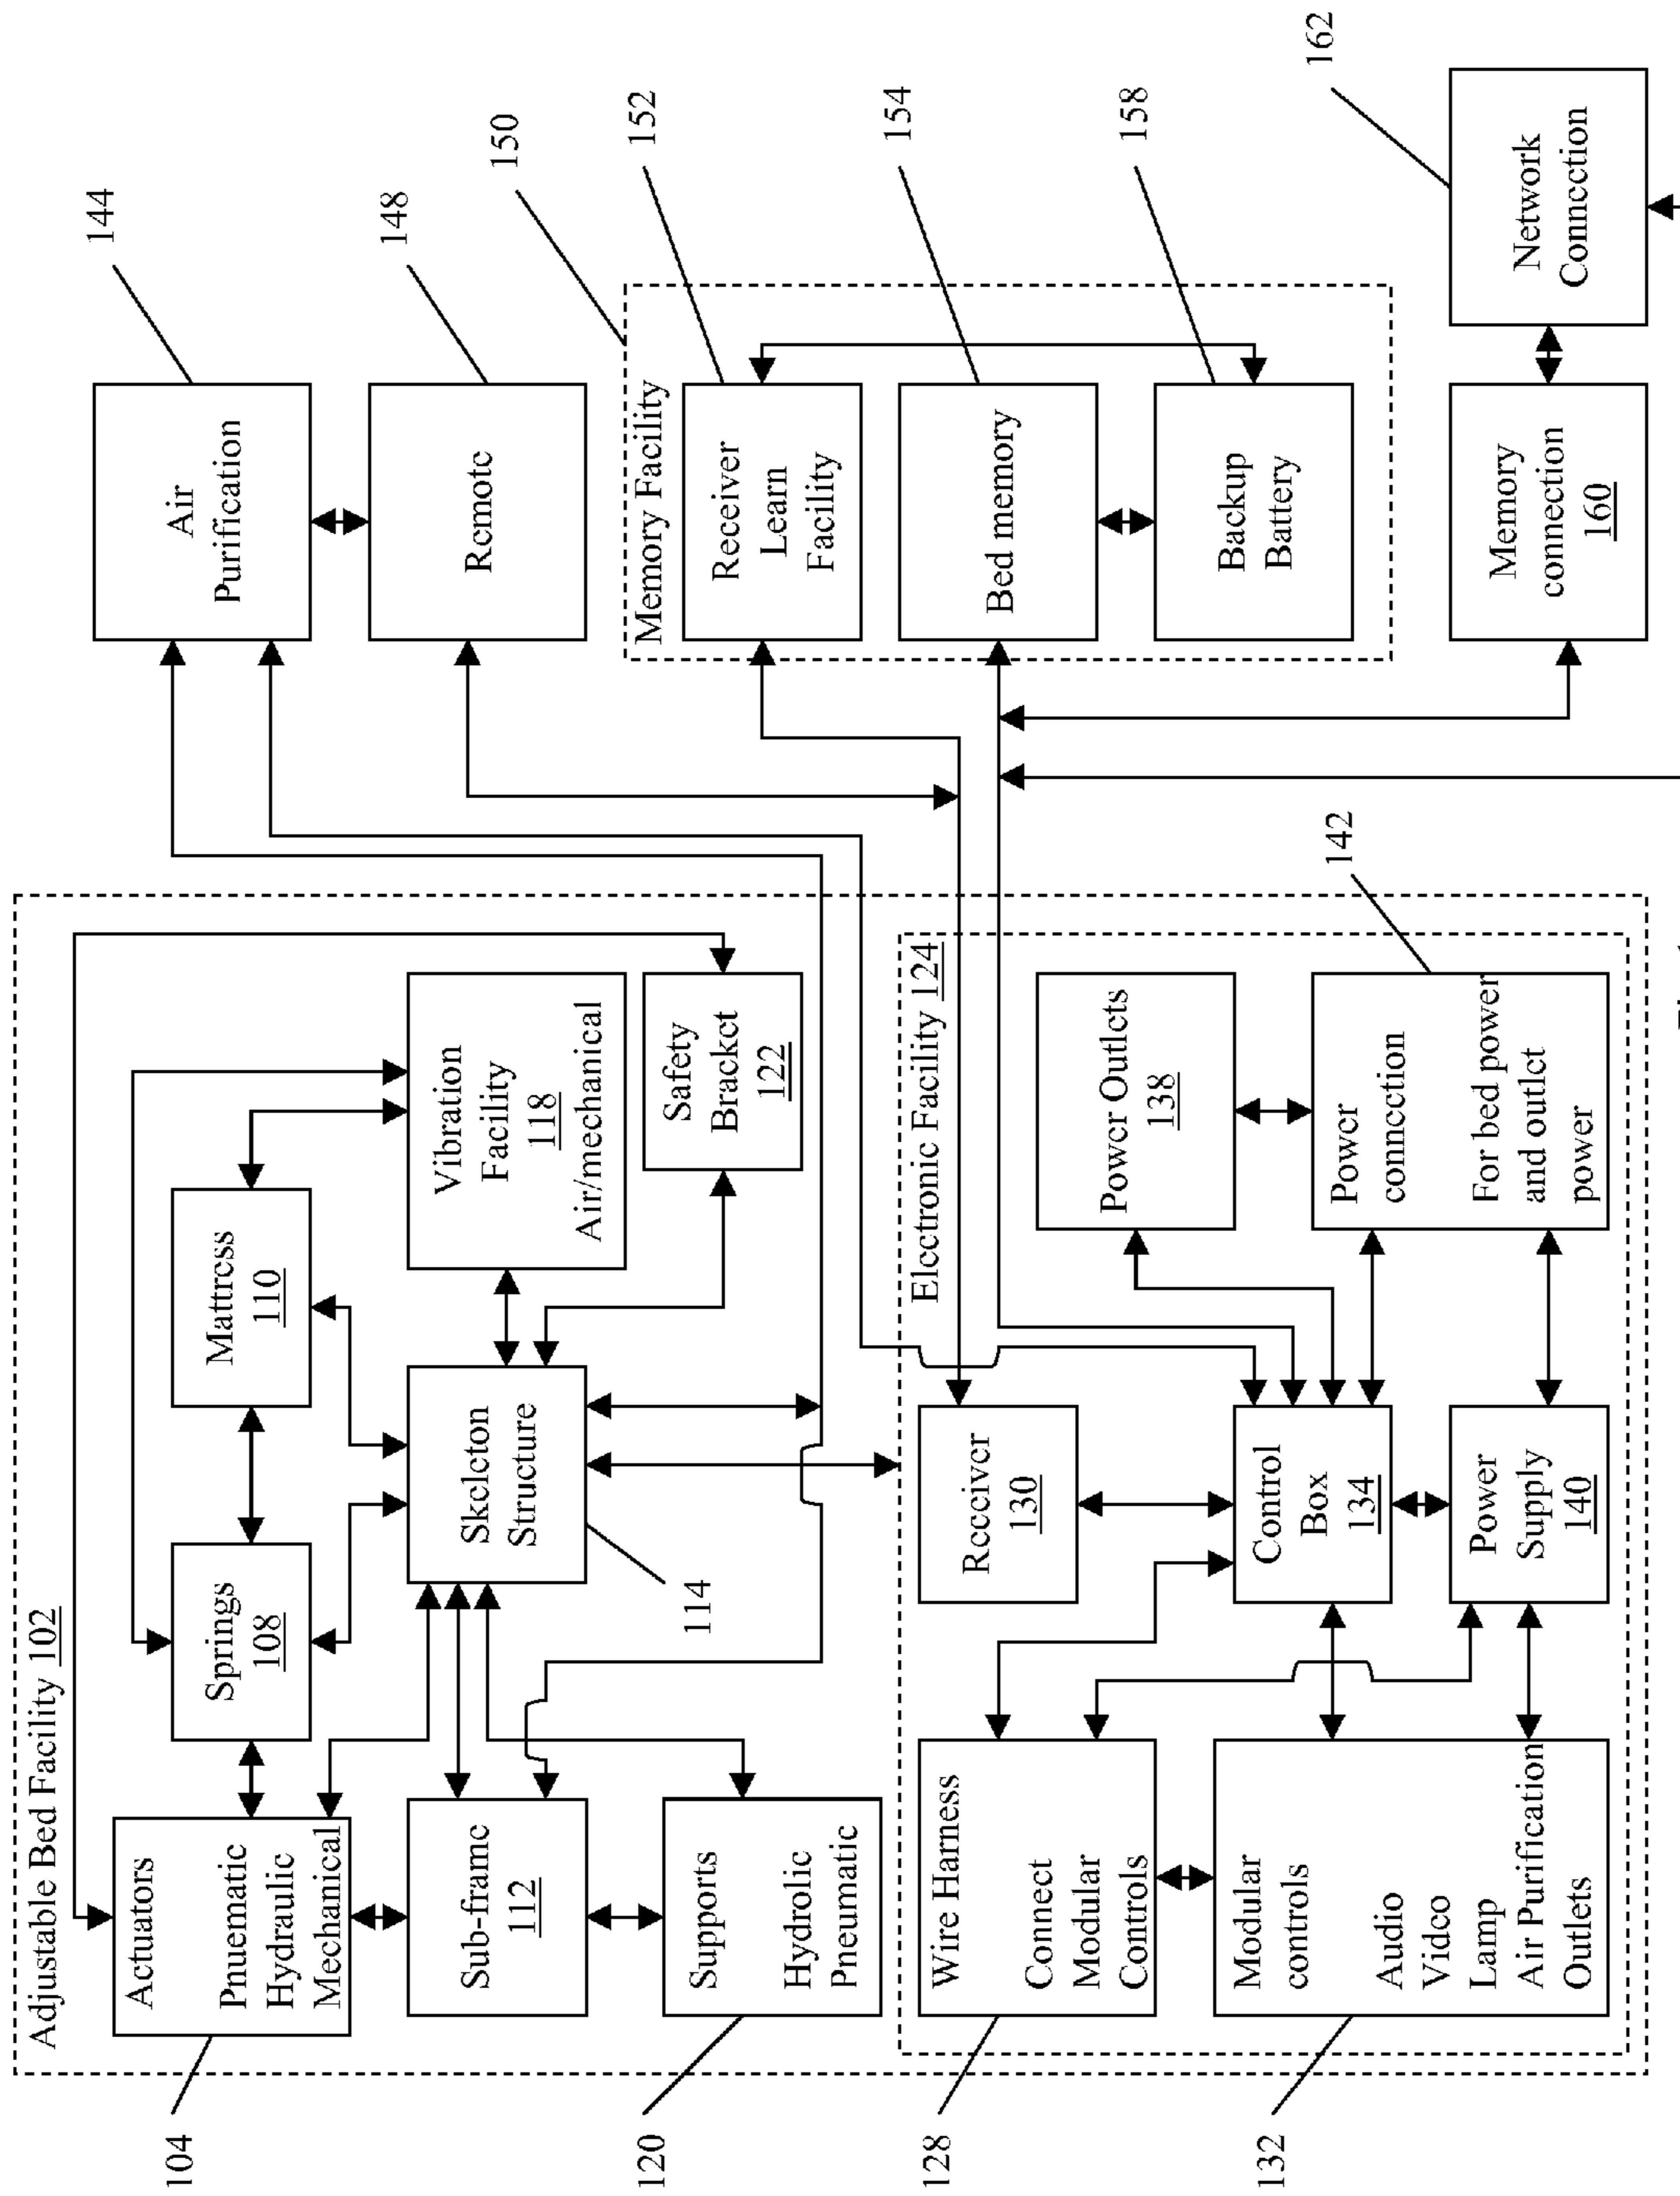 Adjustable Bed Facility 102
104
Actuators
Pnuematic
Hydraulic
Mechanical
Springs
108
Mattress
110
Air
Purification
144
Sub-frame
112
Skeleton
Structure
114
Vibration
Facility
118
Air/mechanical
Remote
148
150
120
Supports
Hydrolic
Pneumatic
Safety
Bracket
122
Memory Facility
Receiver
Learn
Facility
152
Electronic Facility 124
128
Wire Harness
Connect
Modular
Controls
Receiver
130
Bed memory
154
Power Outlets
138
Backup
Battery
158
132
Modular
controls
Audio
Video
Lamp
Air Purification
Outlets
Control
Box
134
Power
connection
For bed power
and outlet
power
142
Power
Supply
140
Memory
connection
160
Network
Connection
162